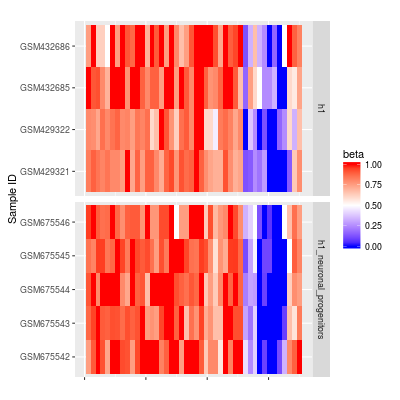 Sample ID
GSM432686
GSM432685
GSM429322
GSM429321
h1
GSM675546
GSM675545
GSM675544
GSM675543
GSM675542
h1_neuronal_progenitors
beta
1.00
0.75
0.50
0.25
0.00